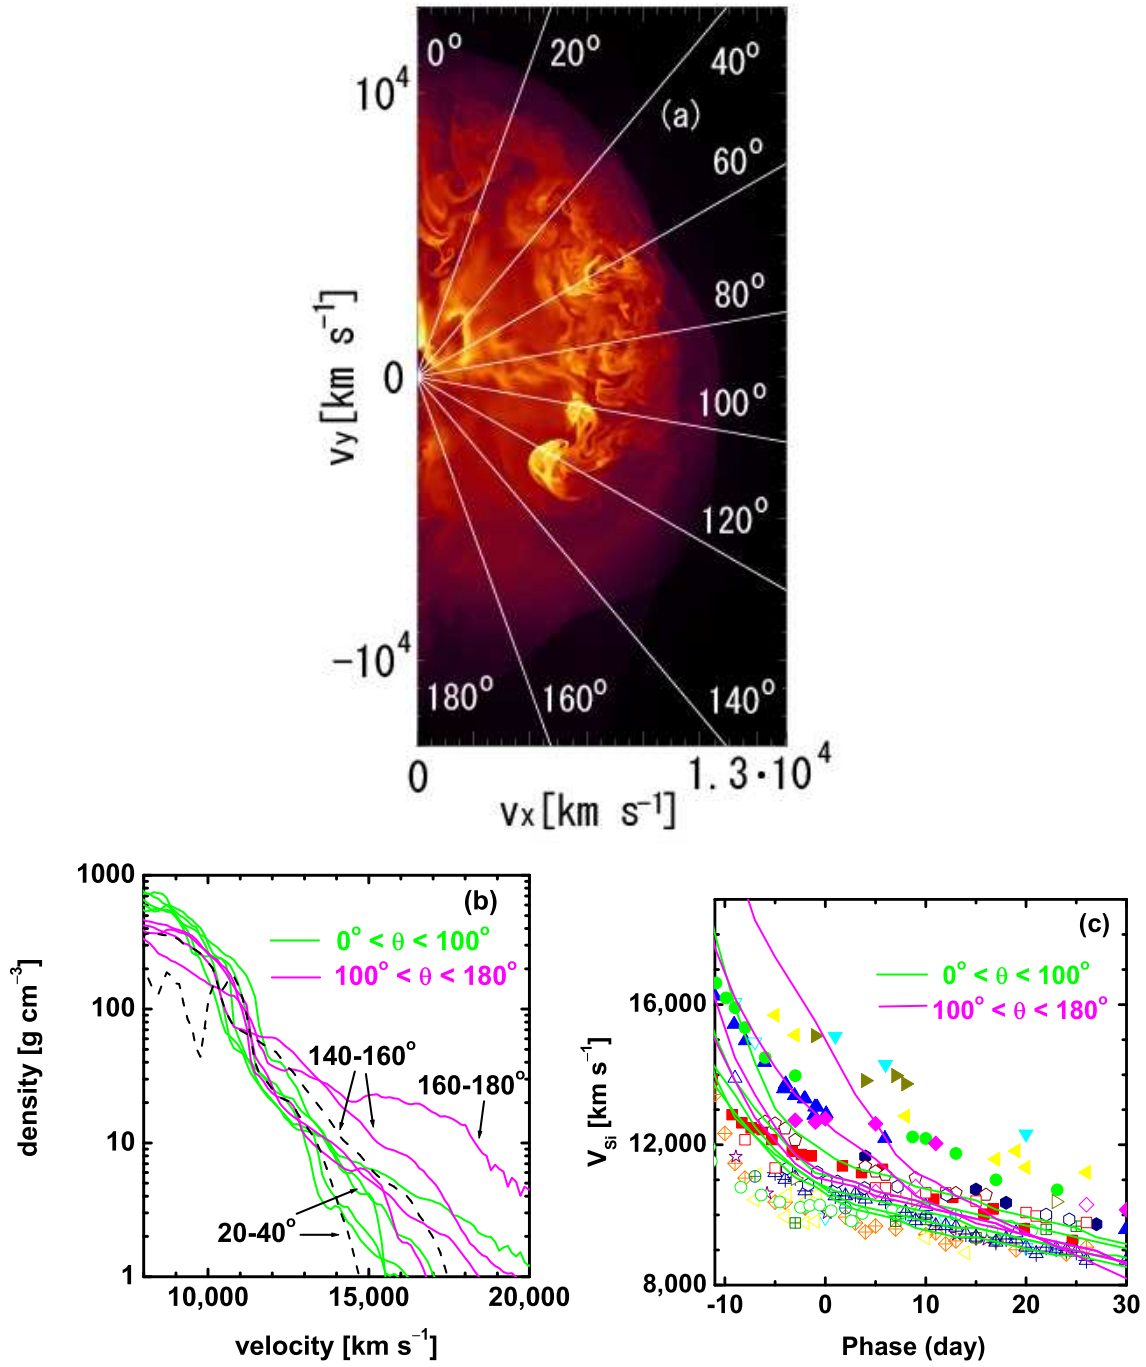 0°
20°
40°
(a)
60°
80°
100°
120°
140°
160°
180°
10⁴
0
−10⁴
vy[km s⁻¹]
0
1.3·10⁴
vx[km s⁻¹]
(b)
0° < θ < 100°
100° < θ < 180°
140-160°
160-180°
20-40°
1000
100
10
1
density [g cm⁻³]
10,000
15,000
20,000
velocity [km s⁻¹]
(c)
0° < θ < 100°
100° < θ < 180°
16,000
12,000
8,000
V_Si [km s⁻¹]
-10
0
10
20
30
Phase (day)